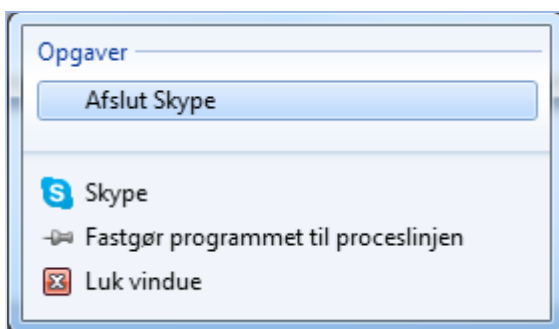 Opgaver
Afslut Skype
Skype
Fastgør programmet til proceslinjen
Luk vindue